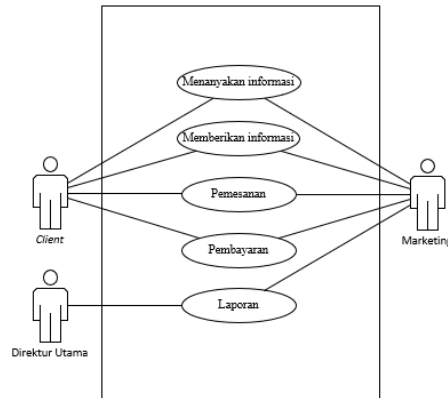 Menanyakan informasi
Memberikan informasi
Pemesanan
Pembayaran
Laporan
Client
Direktur Utama
Marketing